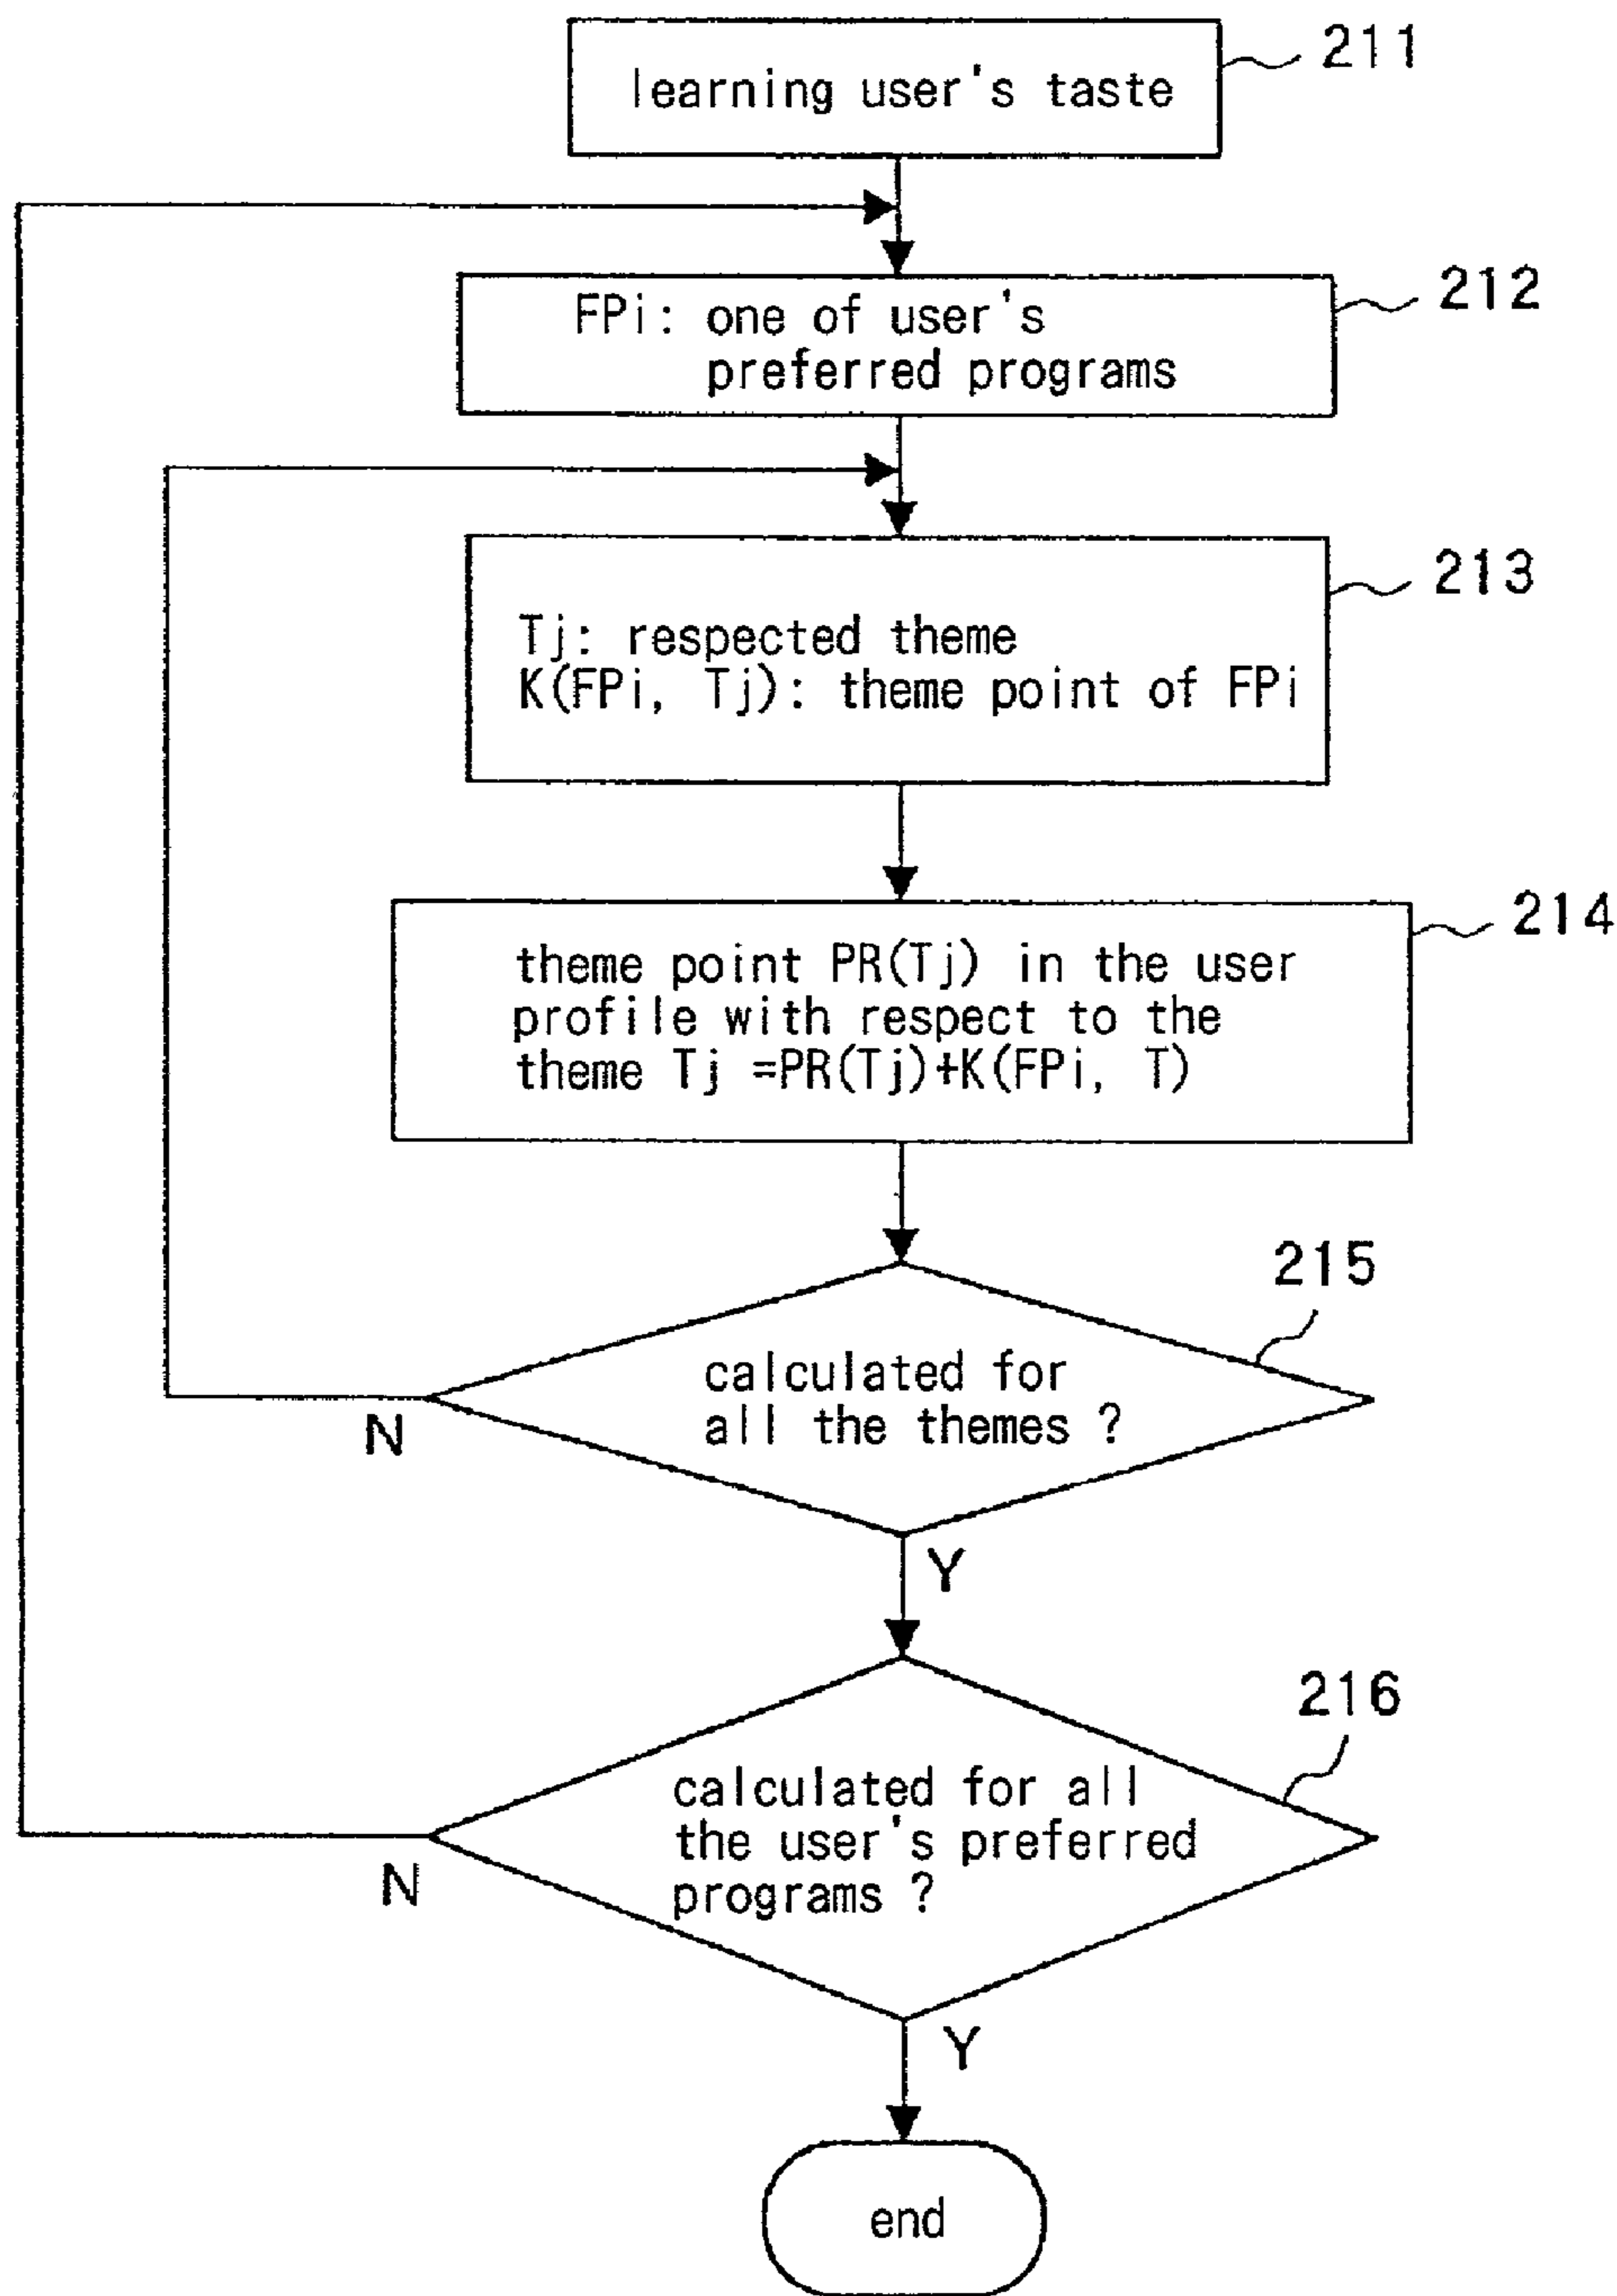 211
learning user's taste
212
FPi: one of user's
preferred programs
213
Tj: respected theme
K(FPi, Tj): theme point of FPi
214
theme point PR(Tj) in the user
profile with respect to the
theme Tj =PR(Tj)+K(FPi, T)
215
calculated for
all the themes ?
N
Y
216
calculated for all
the user's preferred
programs ?
N
Y
end